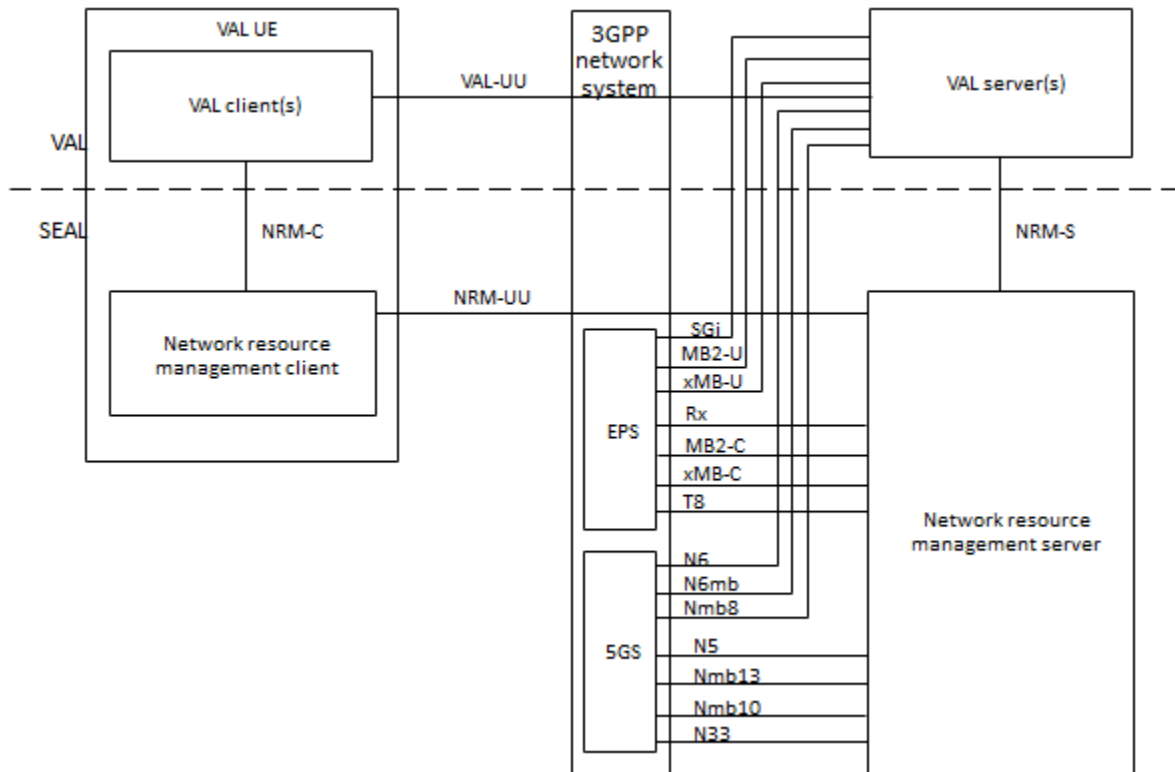 VAL UE
3GPP
network
system
VAL client(s)
VAL-UU
VAL server(s)
VAL
SEAL
NRM-C
NRM-S
NRM-UU
Network resource
management client
SGi
MB2-U
xMB-U
Rx
EPS
MB2-C
xMB-C
T8
Network resource
management server
N6
N6mb
Nmb8
5GS
N5
Nmb13
Nmb10
N33